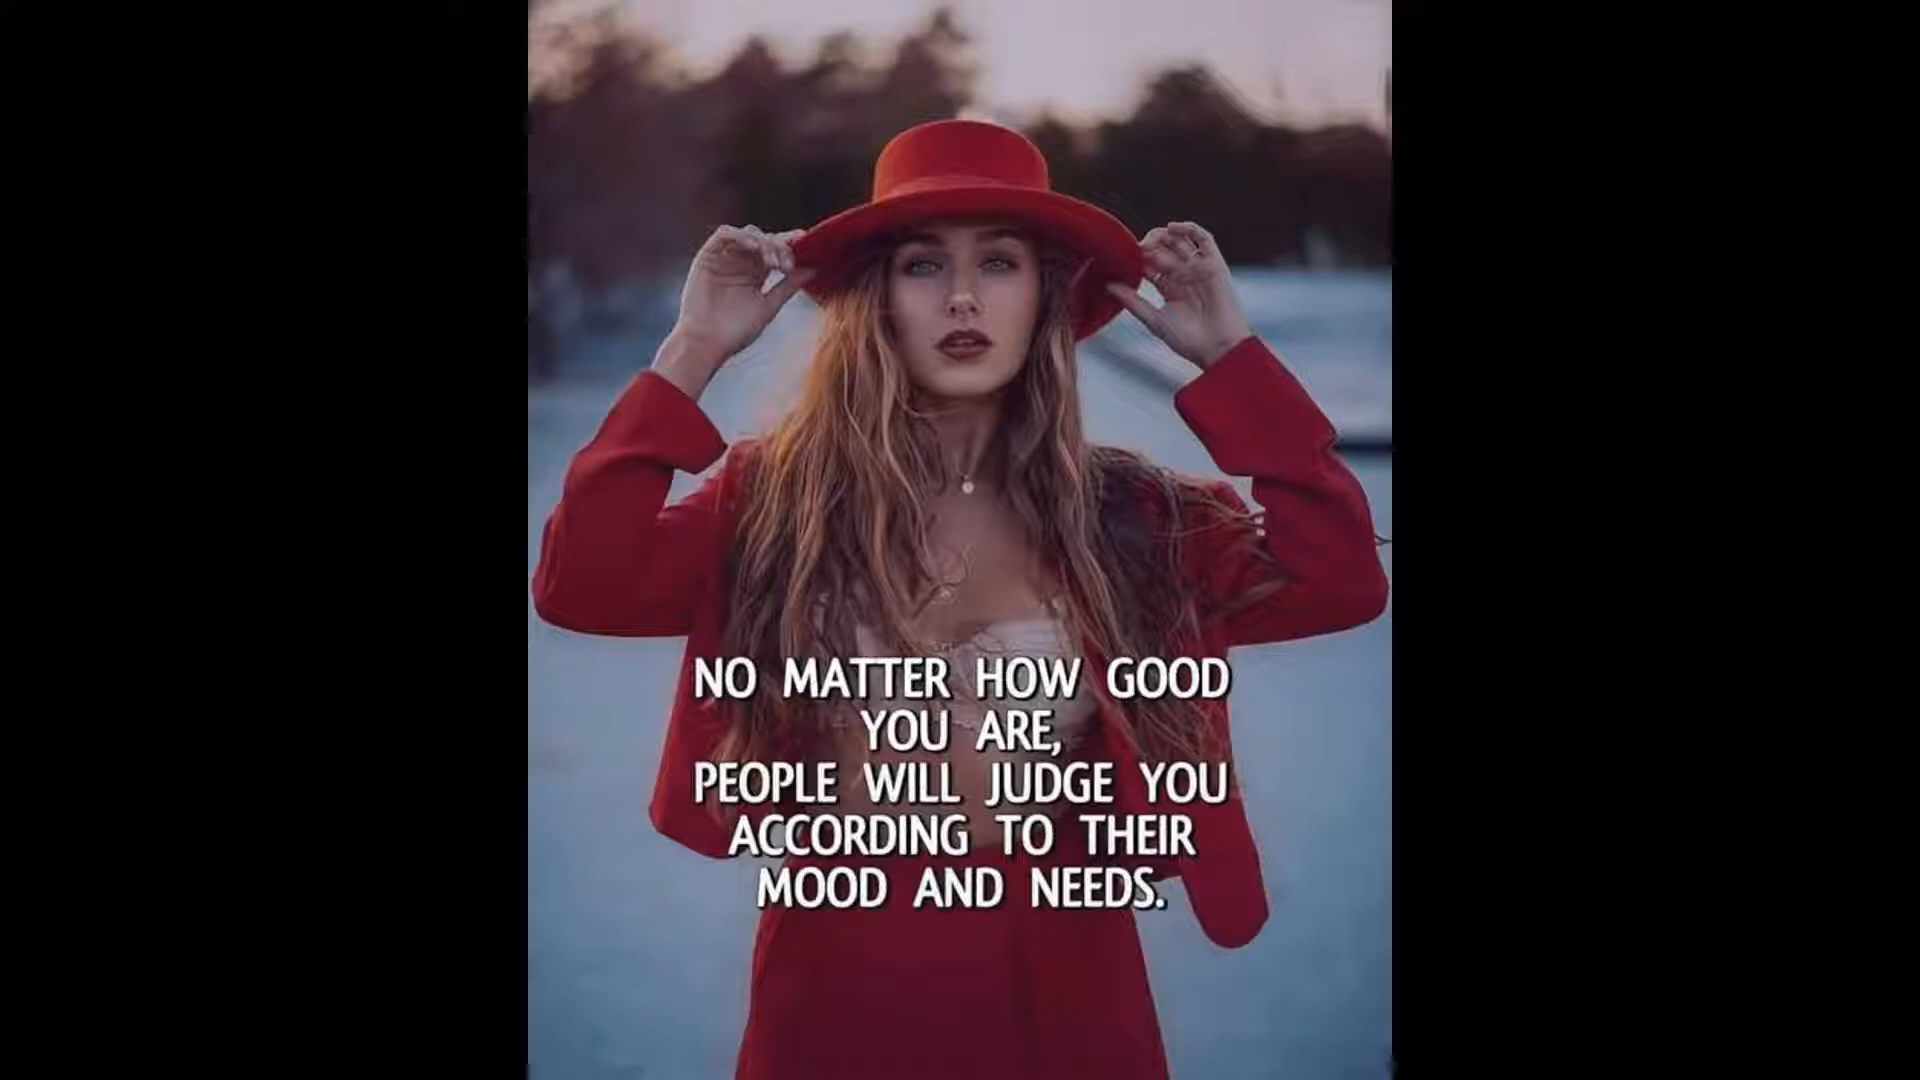 NO MATTER HOW GOOD
YOU ARE,
PEOPLE WILL JUDGE YOU
ACCORDING TO THEIR
MOOD AND NEEDS.